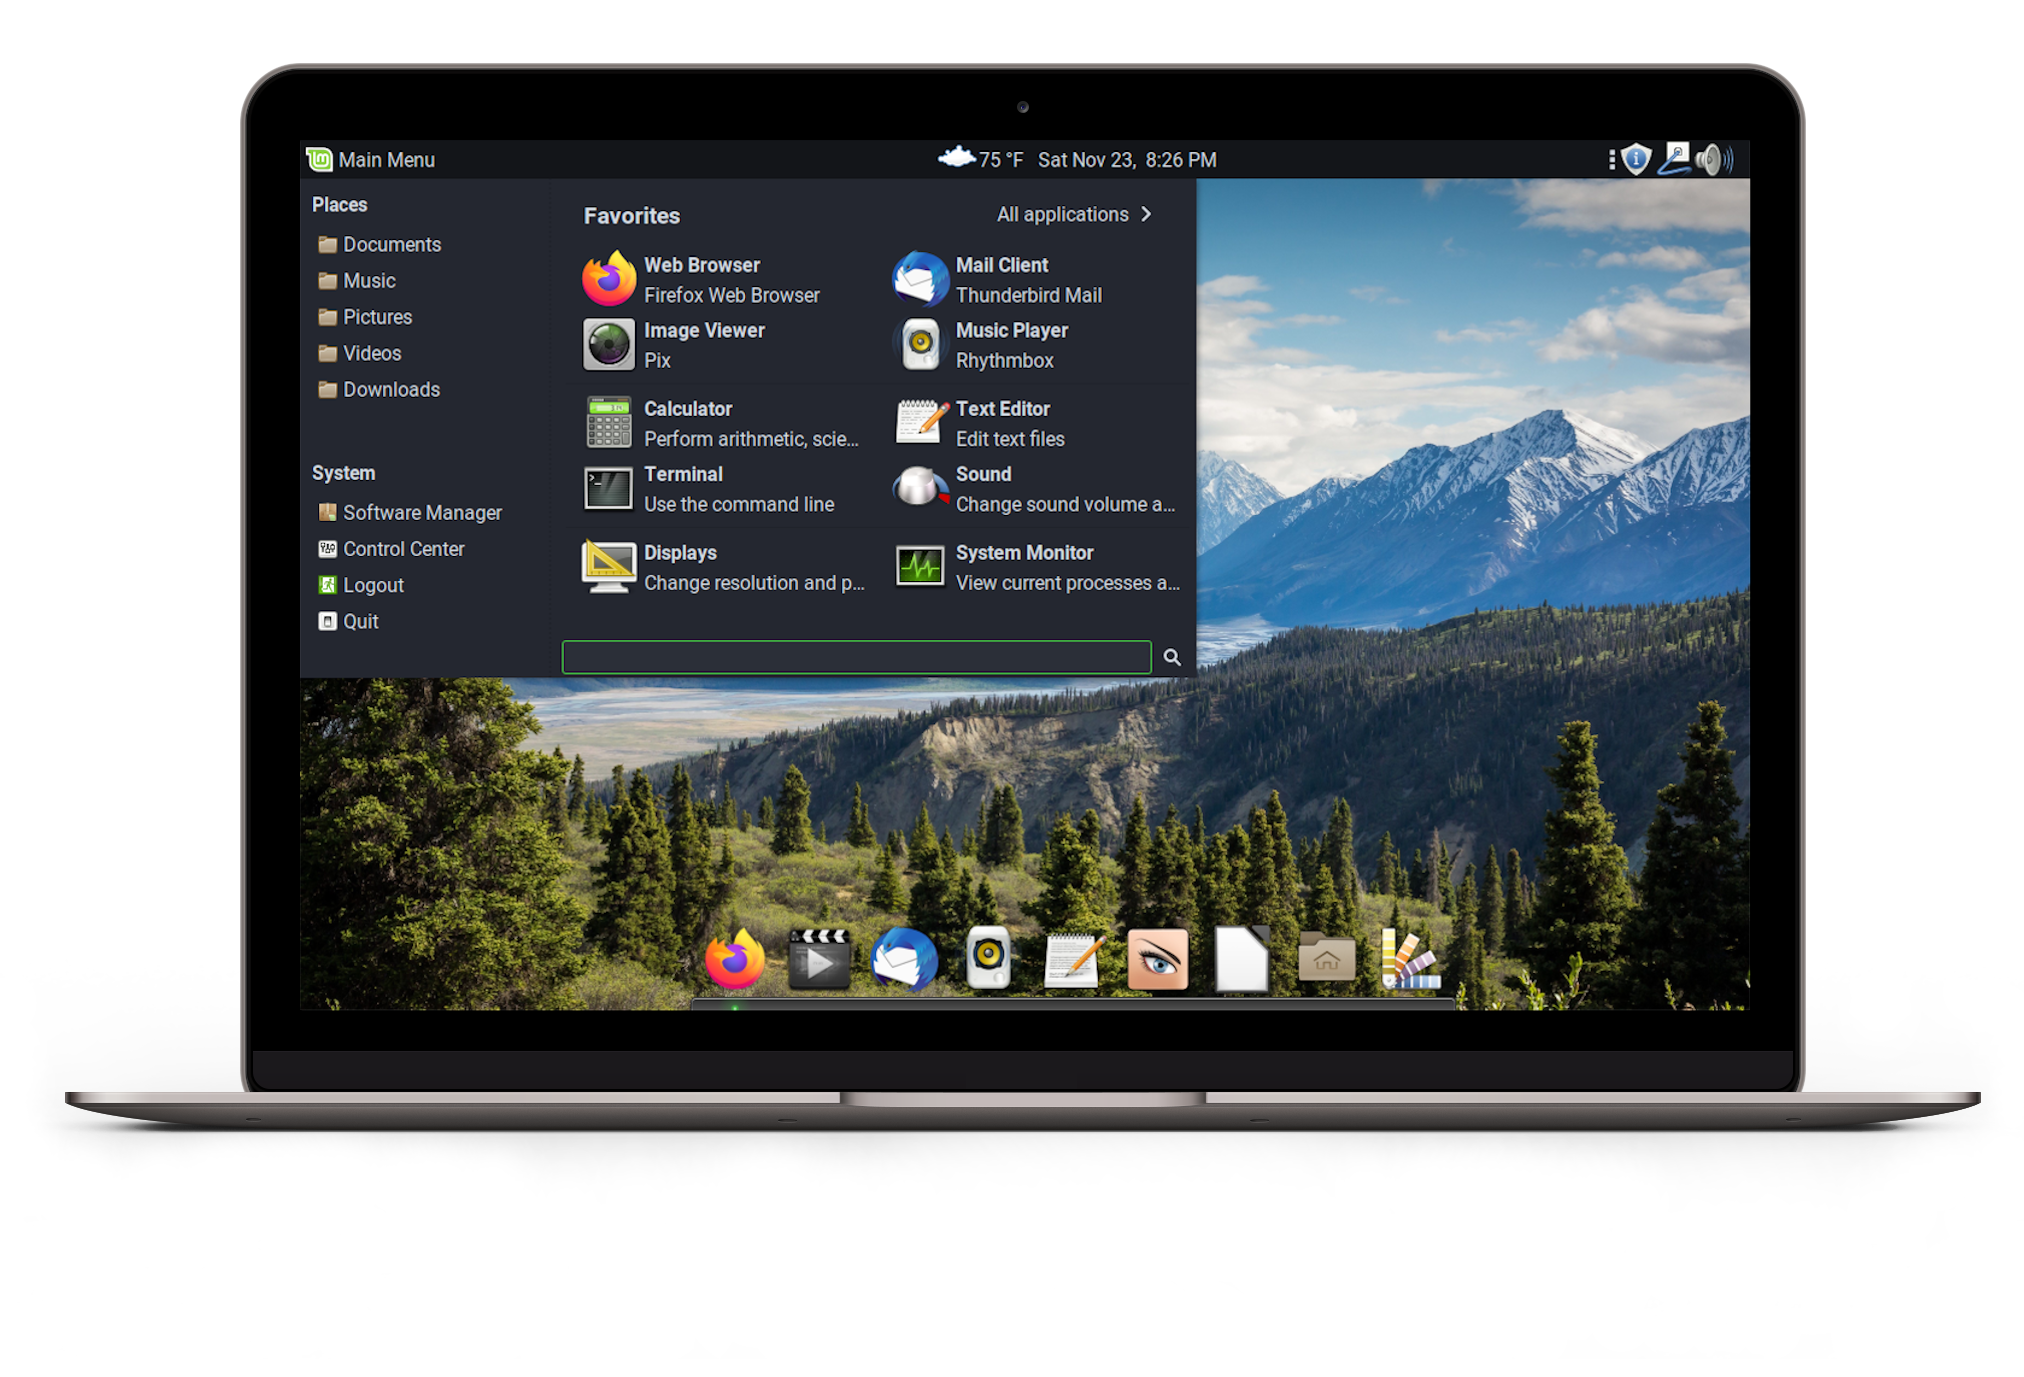 Main Menu
75 °F Sat Nov 23, 8:26 PM
Places
Documents
Music
Pictures
Videos
Downloads
System
Software Manager
Control Center
Logout
Quit
Favorites
All applications
Web Browser
Firefox Web Browser
Mail Client
Thunderbird Mail
Image Viewer
Pix
Music Player
Rhythmbox
Calculator
Perform arithmetic, scie...
Text Editor
Edit text files
Terminal
Use the command line
Sound
Change sound volume a...
Displays
Change resolution and p...
System Monitor
View current processes a...